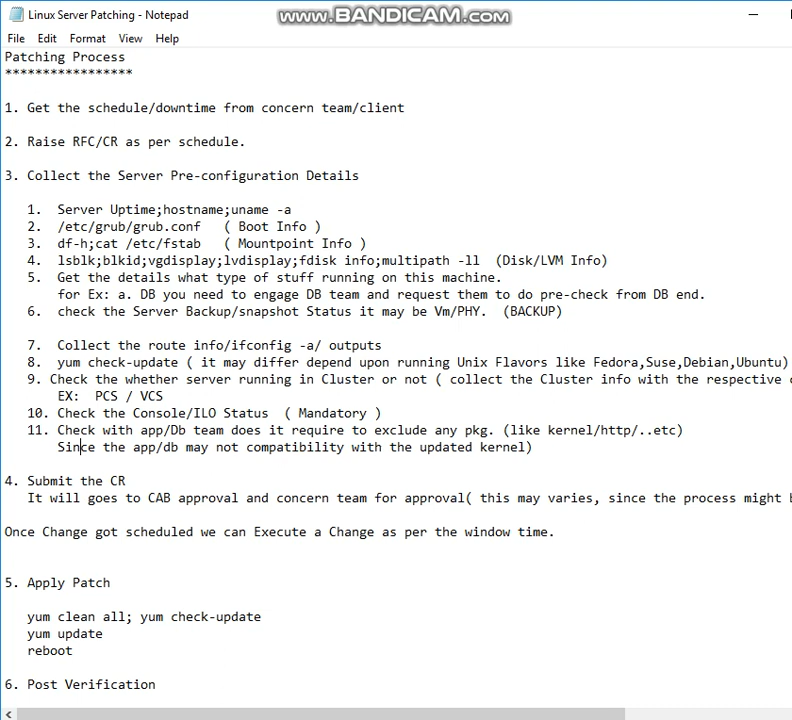 Linux Server Patching - Notepad
www.BANDICAM.com
File Edit Format View Help
Patching Process
*****************
1. Get the schedule/downtime from concern team/client
2. Raise RFC/CR as per schedule.
3. Collect the Server Pre-configuration Details
1. Server Uptime;hostname;uname -a
2. /etc/grub/grub.conf ( Boot Info )
3. df-h;cat /etc/fstab ( Mountpoint Info )
4. lsblk;blkid;vgdisplay;lvdisplay;fdisk info;multipath -ll (Disk/LVM Info)
5. Get the details what type of stuff running on this machine.
for Ex: a. DB you need to engage DB team and request them to do pre-check from DB end.
6. check the Server Backup/snapshot Status it may be Vm/PHY. (BACKUP)
7. Collect the route info/ifconfig -a/ outputs
8. yum check-update ( it may differ depend upon running Unix Flavors like Fedora,Suse,Debian,Ubuntu)
9. Check the whether server running in Cluster or not ( collect the Cluster info with the respective
EX: PCS / VCS
10. Check the Console/ILO Status ( Mandatory )
11. Check with app/Db team does it require to exclude any pkg. (like kernel/http/..etc)
Since the app/db may not compatibility with the updated kernel)
4. Submit the CR
It will goes to CAB approval and concern team for approval( this may varies, since the process might
Once Change got scheduled we can Execute a Change as per the window time.
5. Apply Patch
yum clean all; yum check-update
yum update
reboot
6. Post Verification